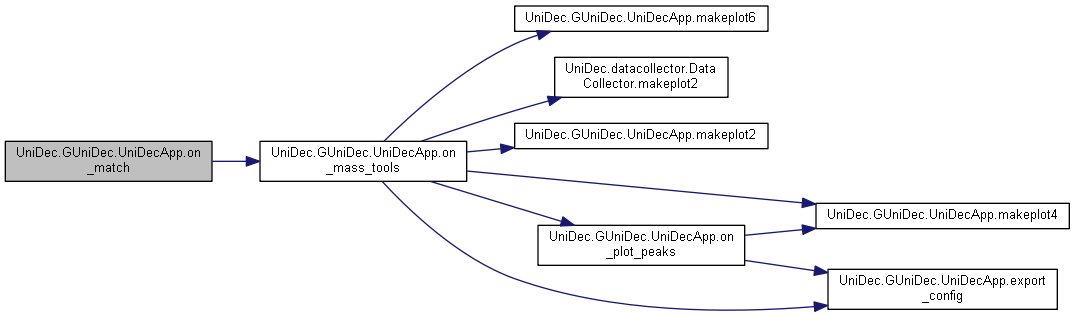 UniDec.GUniDec.UniDecApp.on
_match
UniDec.GUniDec.UniDecApp.on
_mass_tools
UniDec.GUniDec.UniDecApp.makeplot6
UniDec.datacollector.Data
Collector.makeplot2
UniDec.GUniDec.UniDecApp.makeplot2
UniDec.GUniDec.UniDecApp.on
_plot_peaks
UniDec.GUniDec.UniDecApp.makeplot4
UniDec.GUniDec.UniDecApp.export
_config